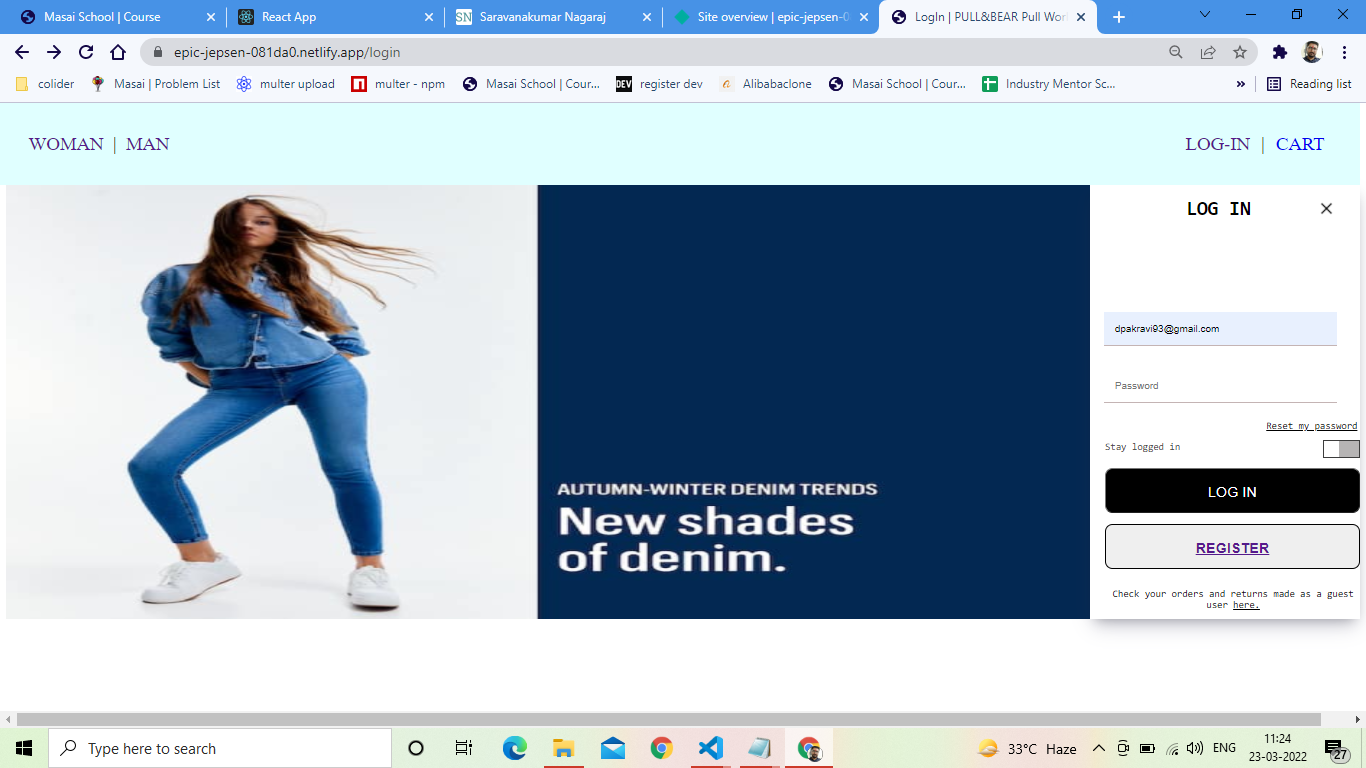 Masai School | Course
React App
SN Saravanakumar Nagaraj
Site overview | epic-jepsen-0
LogIn | PULL&BEAR Pull Wor
epic-jepsen-081da0.netlify.app/login
colider
Masai | Problem List
multer upload
multer - npm
Masai School | Cour...
DEV register dev
Alibabaclone
Masai School | Cour...
Industry Mentor Sc...
»
Reading list
WOMAN | MAN
LOG-IN | CART
LOG IN
dpakravi93@gmail.com
Password
Reset my password
Stay logged in
LOG IN
REGISTER
Check your orders and returns made as a guest
user here.
AUTUMN-WINTER DENIM TRENDS
New shades
of denim.
Type here to search
33°C Haze
ENG
11:24
23-03-2022
27